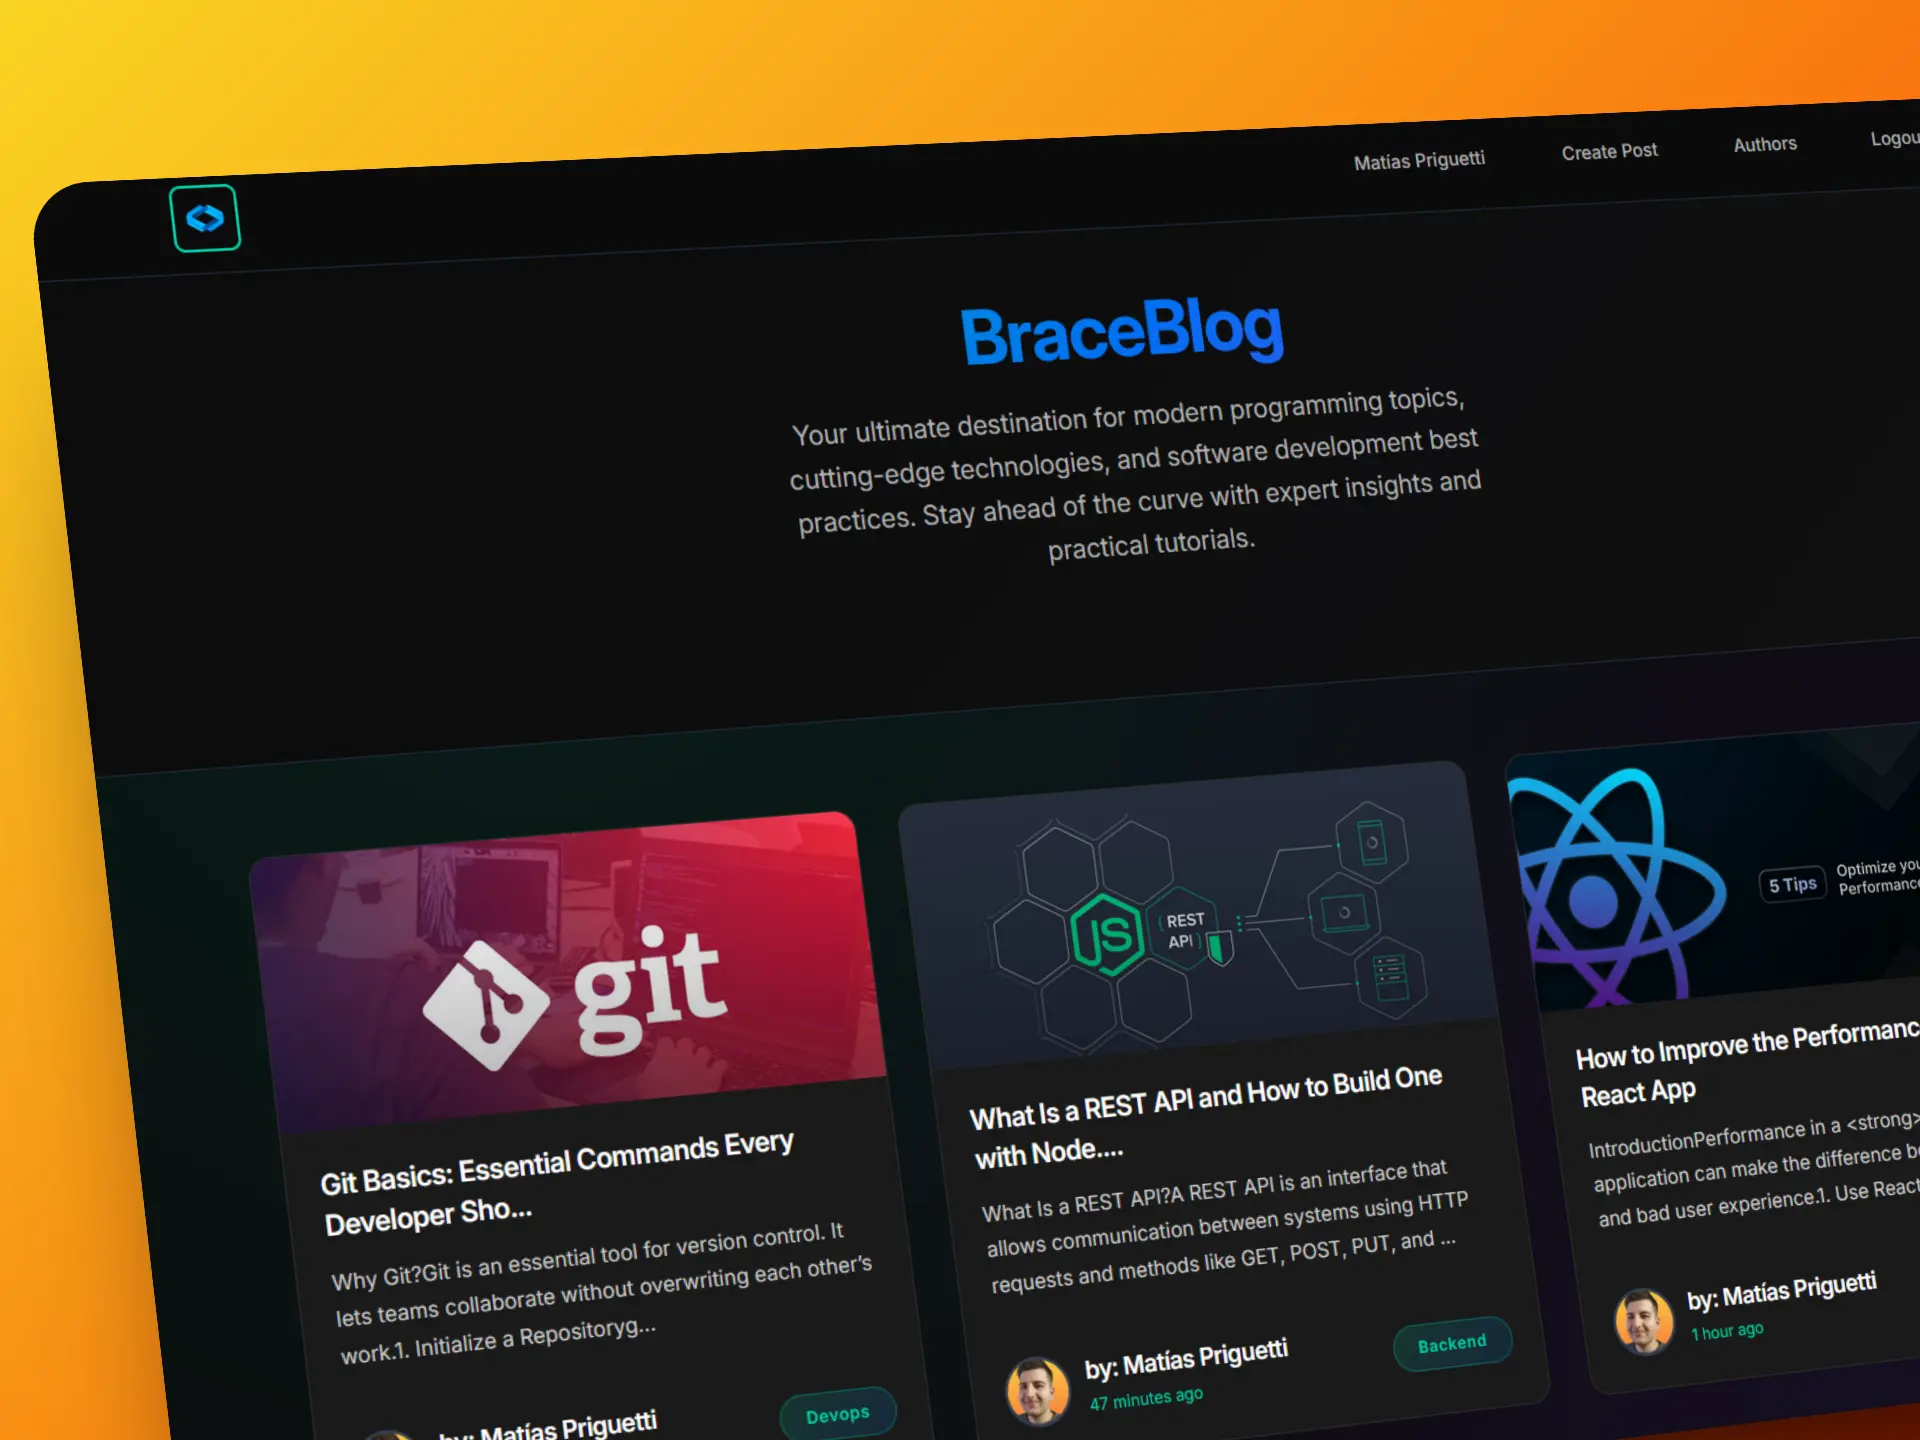 Matías Priguetti
Create Post
Authors
Logou
BraceBlog
Your ultimate destination for modern programming topics,
cutting-edge technologies, and software development best
practices. Stay ahead of the curve with expert insights and
practical tutorials.
git
Git Basics: Essential Commands Every
Developer Sho...
Why Git?Git is an essential tool for version control. It
lets teams collaborate without overwriting each other's
work.1. Initialize a Repositoryg...
by: Matías Priguetti
Devops
JS
REST
API
What Is a REST API and How to Build One
with Node....
What Is a REST API?A REST API is an interface that
allows communication between systems using HTTP
requests and methods like GET, POST, PUT, and ...
by: Matías Priguetti
47 minutes ago
Backend
5 Tips
Optimize you
Performance
How to Improve the Performanc
React App
IntroductionPerformance in a <strong>
application can make the difference be
and bad user experience.1. Use React
by: Matías Priguetti
1 hour ago